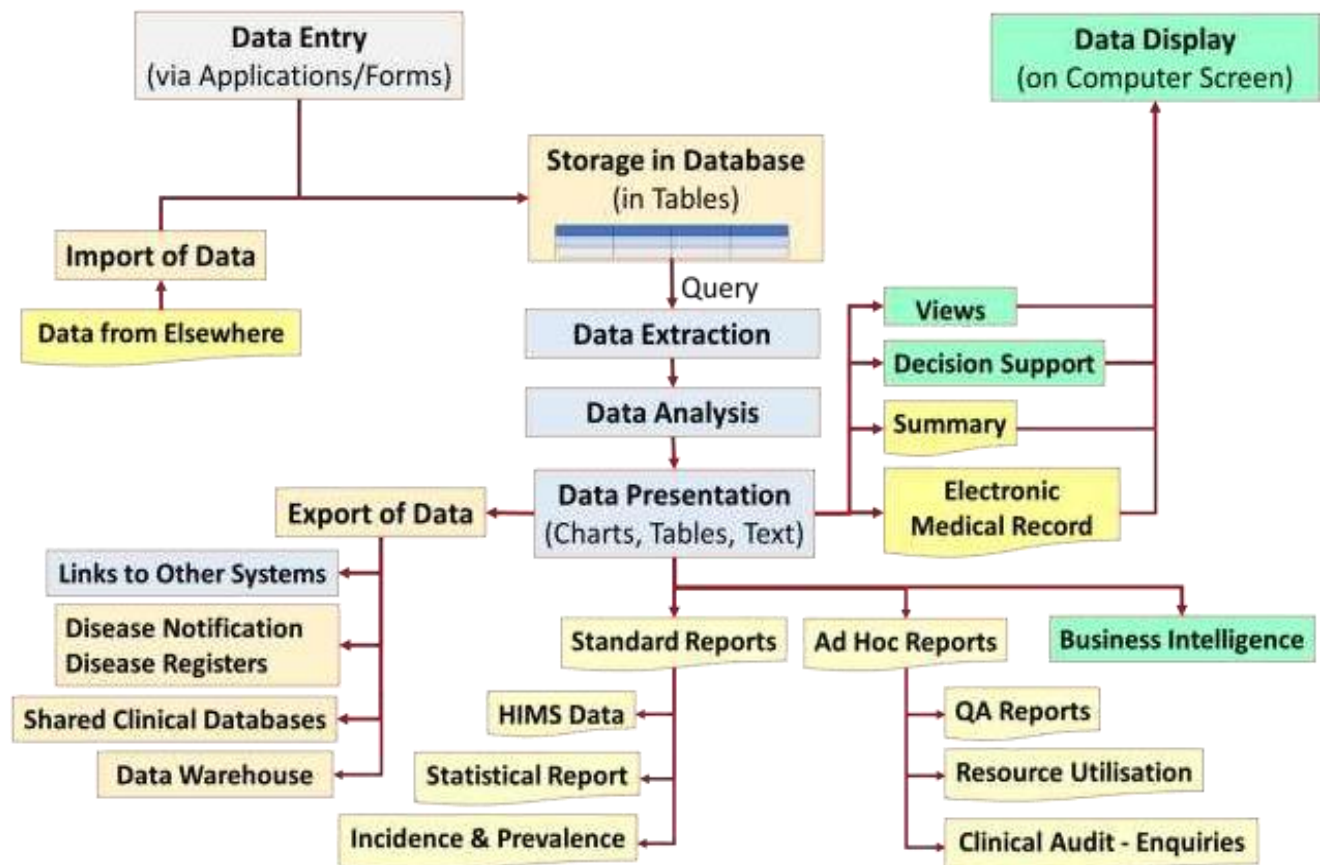 Data Entry
(via Applications/Forms)
Data Display
(on Computer Screen)
Storage in Database
(in Tables)
Import of Data
Data from Elsewhere
Query
Data Extraction
Data Analysis
Data Presentation
(Charts, Tables, Text)
Views
Decision Support
Summary
Electronic
Medical Record
Export of Data
Links to Other Systems
Disease Notification
Disease Registers
Shared Clinical Databases
Data Warehouse
Standard Reports
HIMS Data
Statistical Report
Incidence & Prevalence
Ad Hoc Reports
QA Reports
Resource Utilisation
Clinical Audit - Enquiries
Business Intelligence